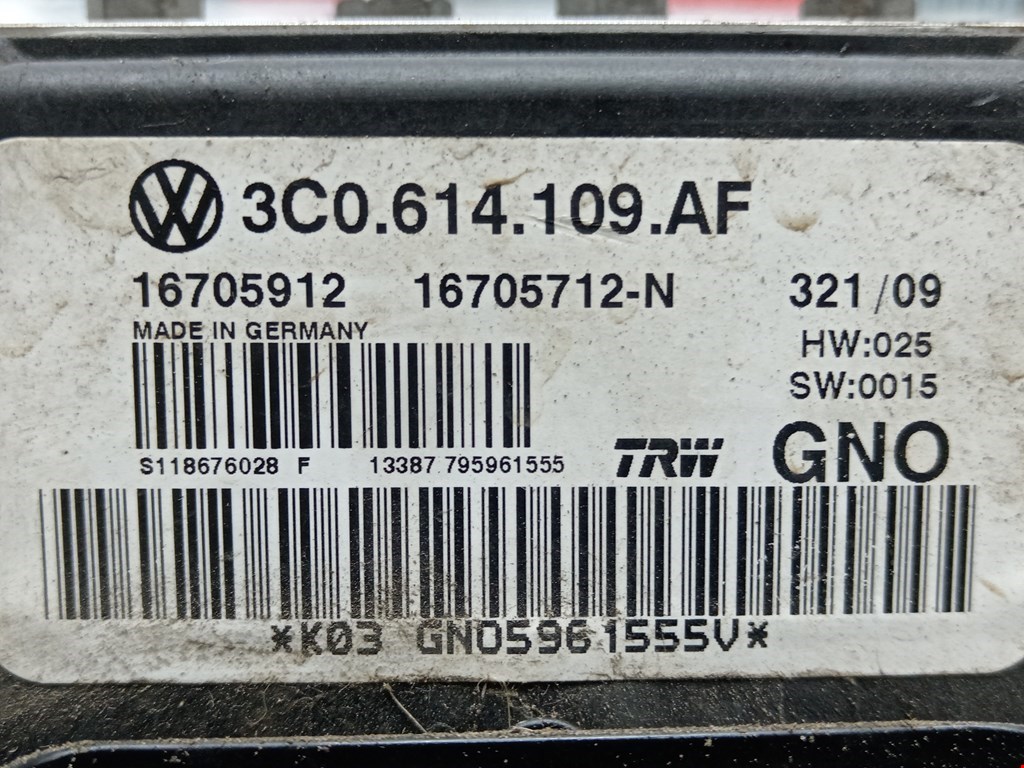 3C0.614.109.AF
16705912 16705712-N 321/09
MADE IN GERMANY
HW:025
SW:0015
S118676028 F 13387 795961555
TRW GNO
*K03 GNO5961555V*